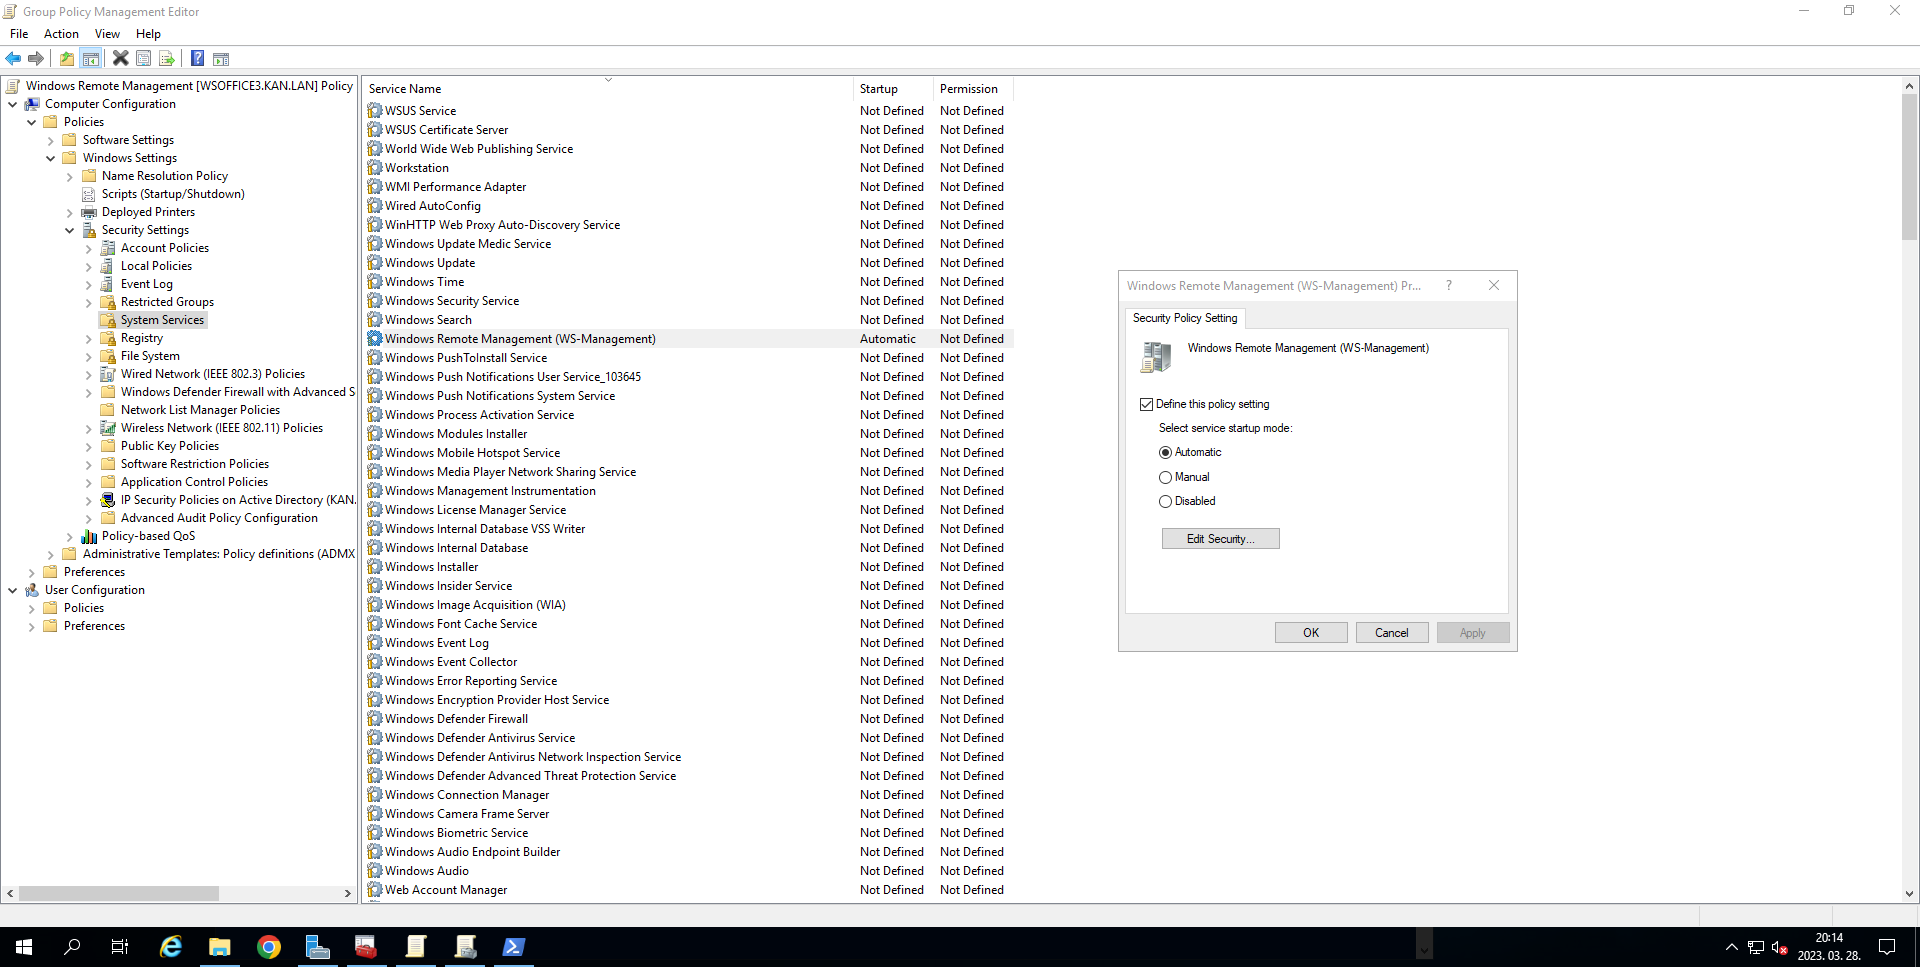 Group Policy Management Editor
File Action View Help
Windows Remote Management [WSOFFICE3.KAN.LAN] Policy
Computer Configuration
Policies
Software Settings
Windows Settings
Name Resolution Policy
Scripts (Startup/Shutdown)
Deployed Printers
Security Settings
Account Policies
Local Policies
Event Log
Restricted Groups
System Services
Registry
File System
Wired Network (IEEE 802.3) Policies
Windows Defender Firewall with Advanced S
Network List Manager Policies
Wireless Network (IEEE 802.11) Policies
Public Key Policies
Software Restriction Policies
Application Control Policies
IP Security Policies on Active Directory (KAN.
Advanced Audit Policy Configuration
Policy-based QoS
Administrative Templates: Policy definitions (ADMX
Preferences
User Configuration
Policies
Preferences
Service Name Startup Permission
WSUS Service Not Defined Not Defined
WSUS Certificate Server Not Defined Not Defined
World Wide Web Publishing Service Not Defined Not Defined
Workstation Not Defined Not Defined
WMI Performance Adapter Not Defined Not Defined
Wired AutoConfig Not Defined Not Defined
WinHTTP Web Proxy Auto-Discovery Service Not Defined Not Defined
Windows Update Medic Service Not Defined Not Defined
Windows Update Not Defined Not Defined
Windows Time Not Defined Not Defined
Windows Security Service Not Defined Not Defined
Windows Search Not Defined Not Defined
Windows Remote Management (WS-Management) Automatic Not Defined
Windows PushToInstall Service Not Defined Not Defined
Windows Push Notifications User Service_103645 Not Defined Not Defined
Windows Push Notifications System Service Not Defined Not Defined
Windows Process Activation Service Not Defined Not Defined
Windows Modules Installer Not Defined Not Defined
Windows Mobile Hotspot Service Not Defined Not Defined
Windows Media Player Network Sharing Service Not Defined Not Defined
Windows Management Instrumentation Not Defined Not Defined
Windows License Manager Service Not Defined Not Defined
Windows Internal Database VSS Writer Not Defined Not Defined
Windows Internal Database Not Defined Not Defined
Windows Installer Not Defined Not Defined
Windows Insider Service Not Defined Not Defined
Windows Image Acquisition (WIA) Not Defined Not Defined
Windows Font Cache Service Not Defined Not Defined
Windows Event Log Not Defined Not Defined
Windows Event Collector Not Defined Not Defined
Windows Error Reporting Service Not Defined Not Defined
Windows Encryption Provider Host Service Not Defined Not Defined
Windows Defender Firewall Not Defined Not Defined
Windows Defender Antivirus Service Not Defined Not Defined
Windows Defender Antivirus Network Inspection Service Not Defined Not Defined
Windows Defender Advanced Threat Protection Service Not Defined Not Defined
Windows Connection Manager Not Defined Not Defined
Windows Camera Frame Server Not Defined Not Defined
Windows Biometric Service Not Defined Not Defined
Windows Audio Endpoint Builder Not Defined Not Defined
Windows Audio Not Defined Not Defined
Web Account Manager Not Defined Not Defined
Windows Remote Management (WS-Management) Pr... ?
Security Policy Setting
Windows Remote Management (WS-Management)
Define this policy setting
Select service startup mode:
Automatic
Manual
Disabled
Edit Security...
OK Cancel Apply
20:14
2023. 03. 28.